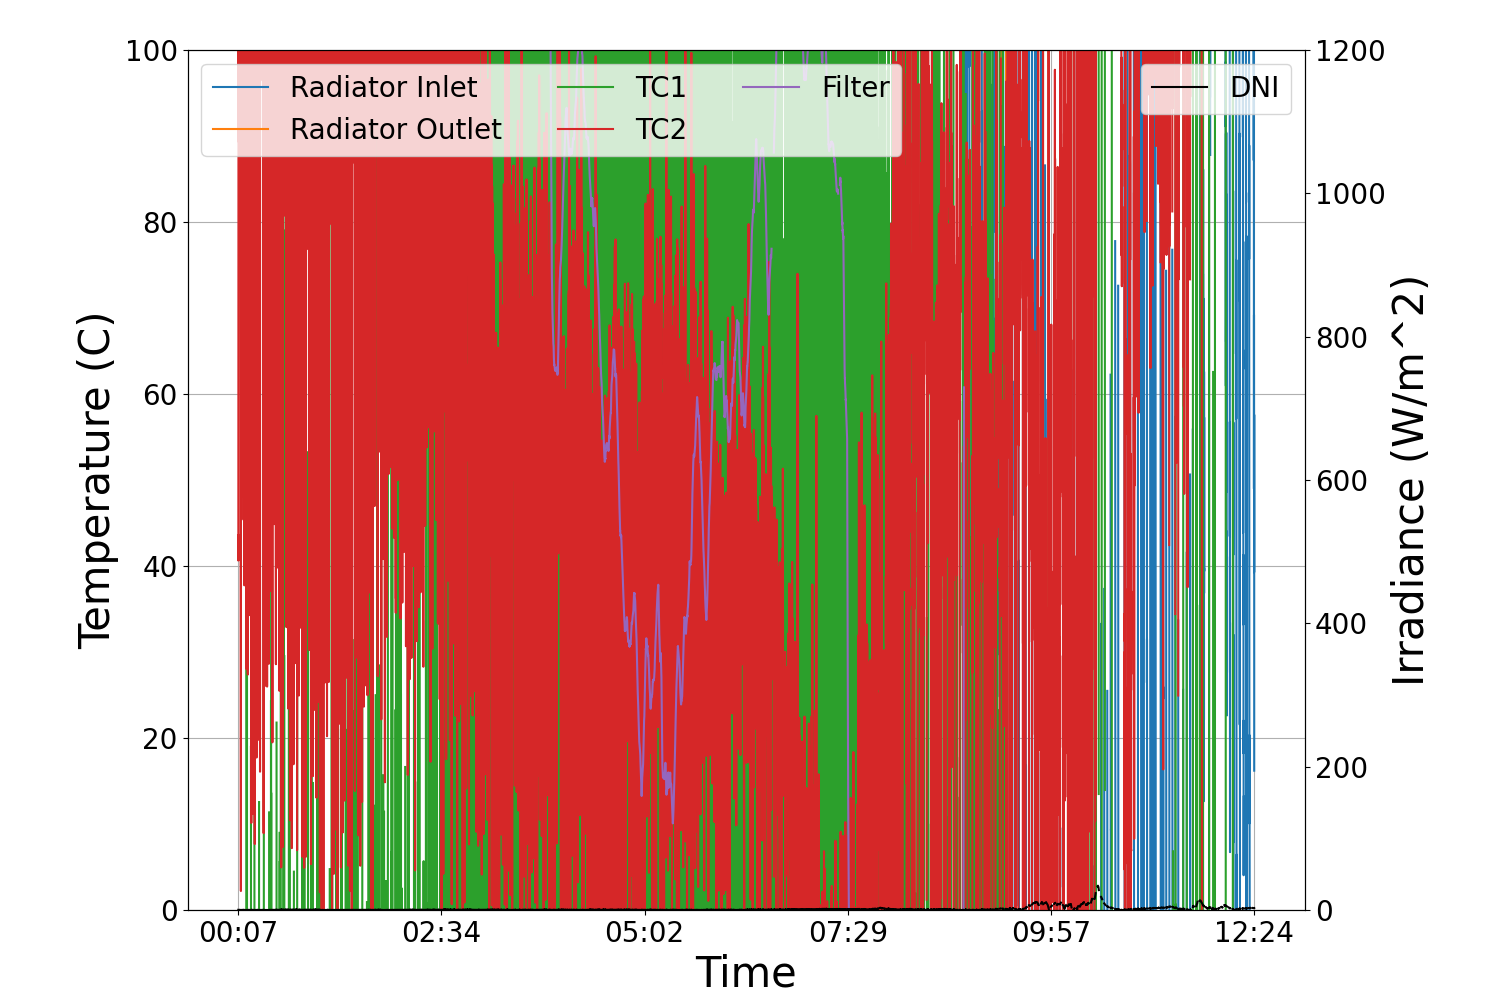 100
80
60
40
20
0
Temperature (C)
Radiator Inlet
Radiator Outlet
TC1
TC2
Filter
DNI
1200
1000
800
600
400
200
0
Irradiance (W/m^2)
00:07 02:34 05:02 07:29 09:57 12:24
Time